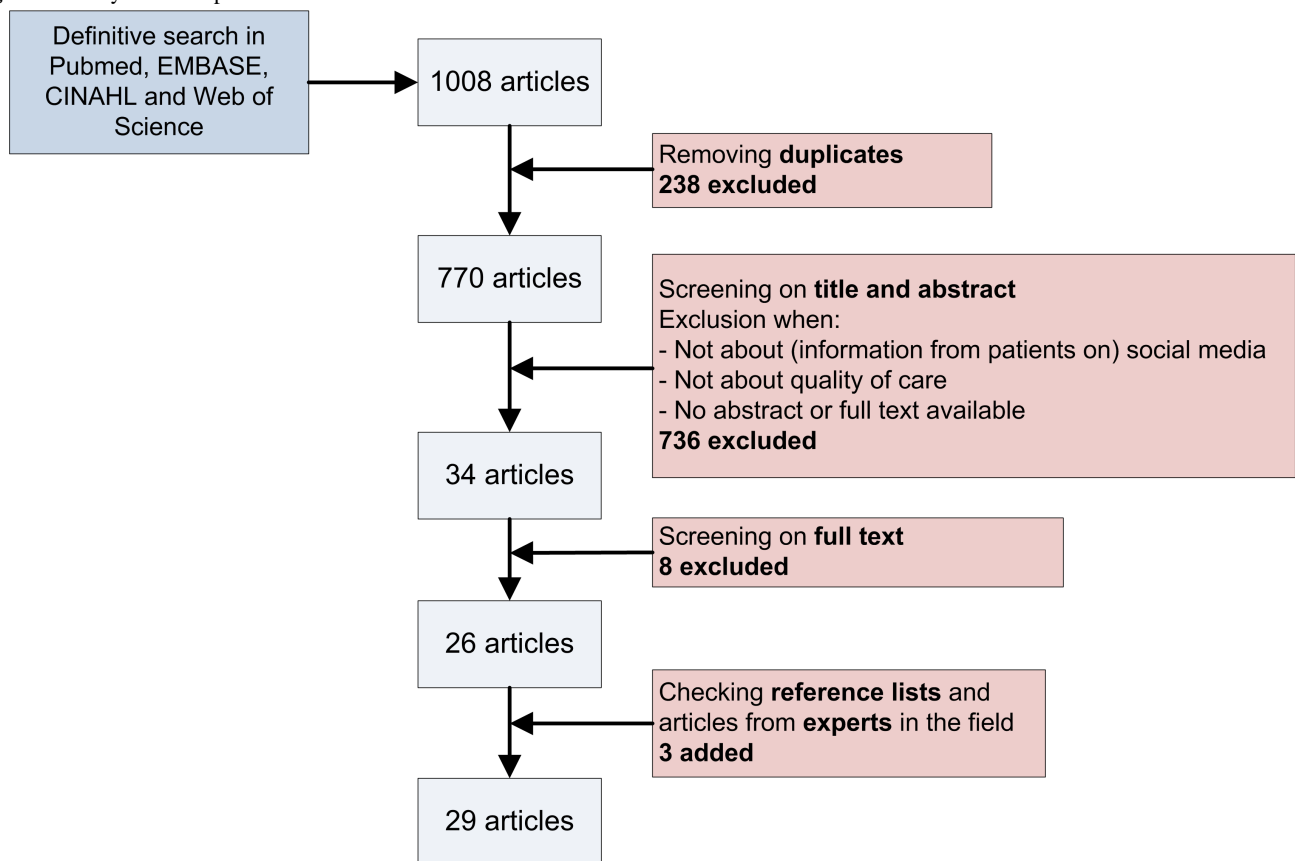 Definitive search in
Pubmed, EMBASE,
CINAHL and Web of
Science
1008 articles
Removing duplicates
238 excluded
770 articles
Screening on title and abstract
Exclusion when:
- Not about (information from patients on) social media
- Not about quality of care
- No abstract or full text available
736 excluded
34 articles
Screening on full text
8 excluded
26 articles
Checking reference lists and
articles from experts in the field
3 added
29 articles